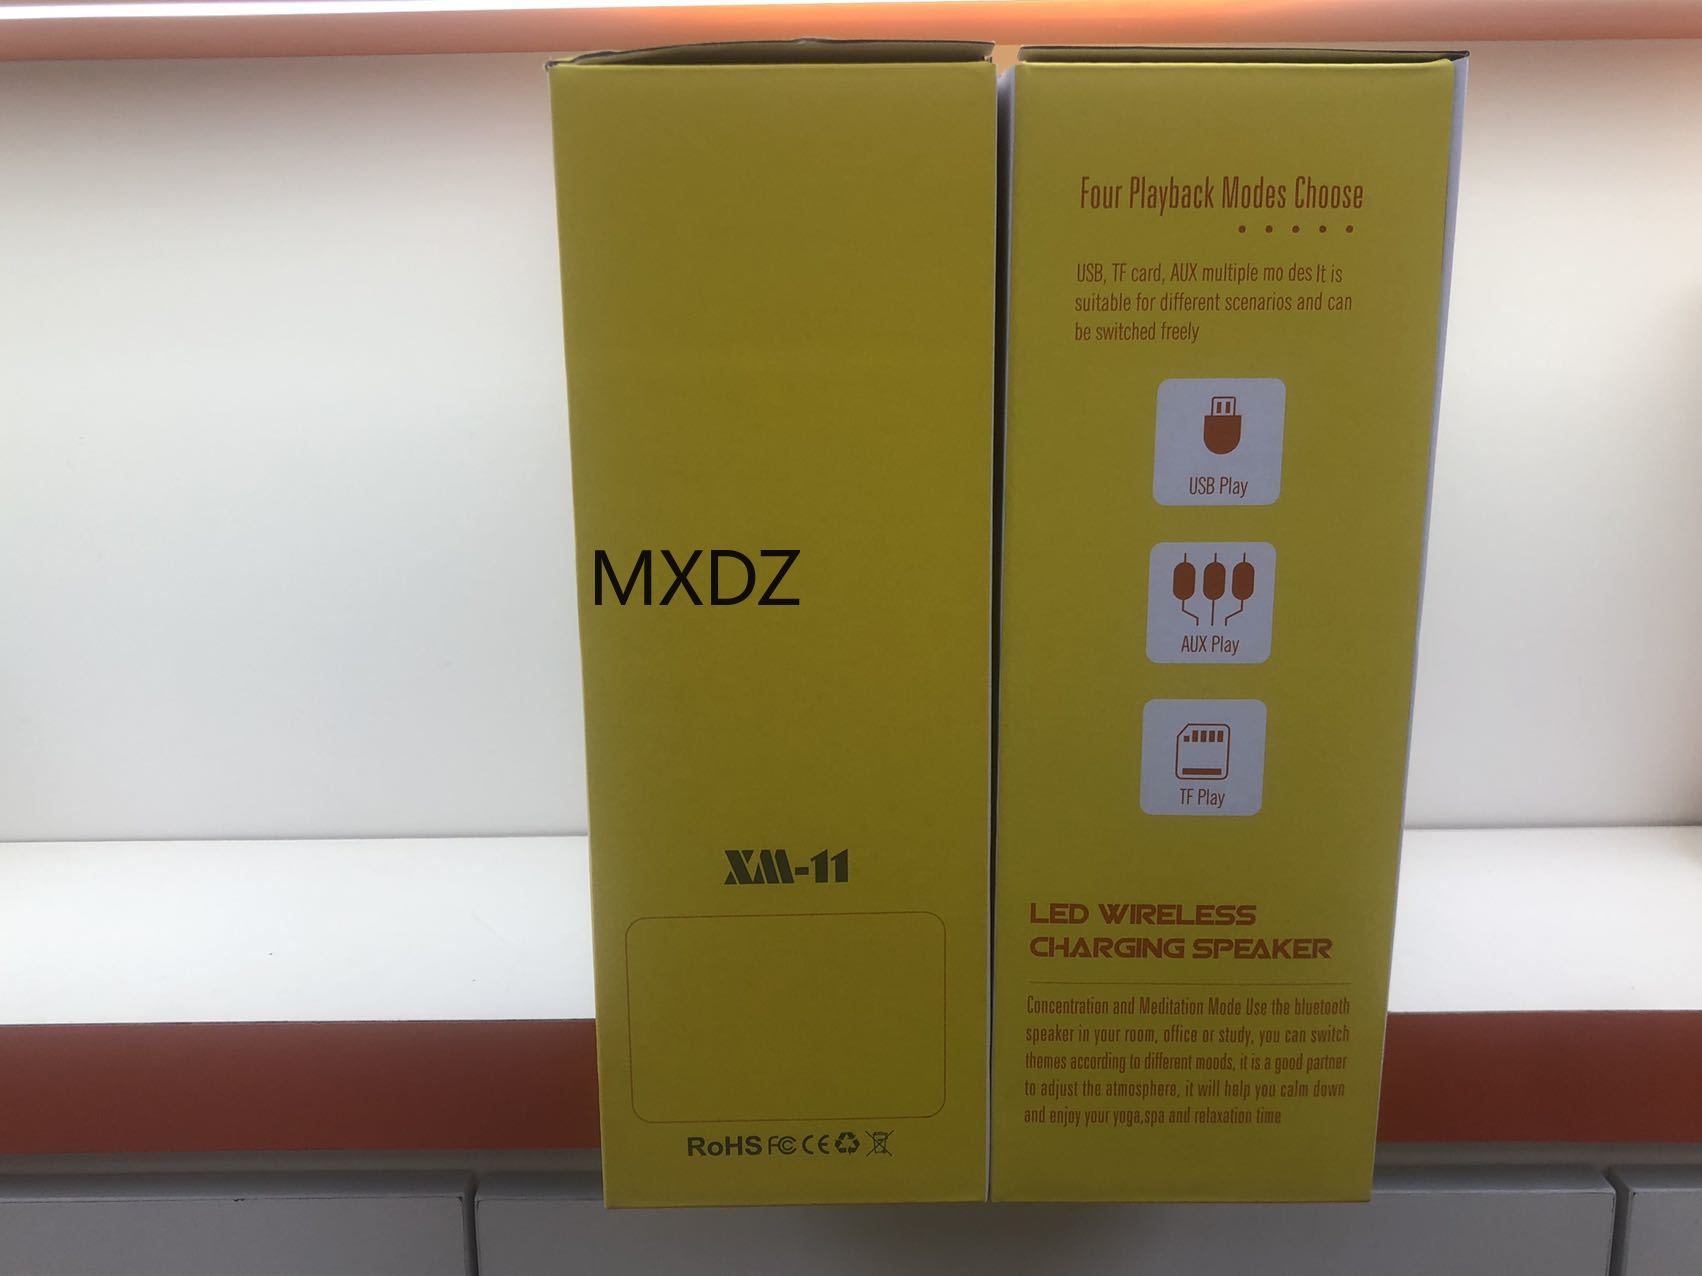 MXDZ
XM-11
RoHS FC CE
Four Playback Modes Choose
USB, TF card, AUX multiple mo des It is
suitable for different scenarios and can
be switched freely
USB Play
AUX Play
TF Play
LED WIRELESS
CHARGING SPEAKER
Concentration and Meditation Mode Use the bluetooth
speaker in your room, office or study, you can switch
themes according to different moods, it is a good partner
to adjust the atmosphere, it will help you calm down
and enjoy your yoga,spa and relaxation time